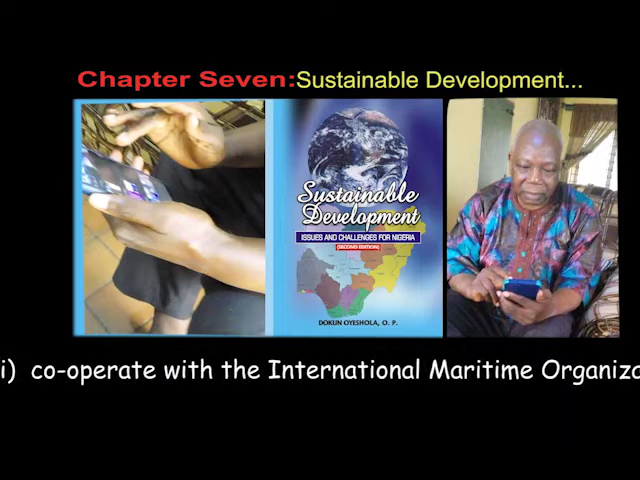 Chapter Seven:Sustainable Development...
Sustainable
Development
ISSUES AND CHALLENGES FOR NIGERIA
(SECOND EDITION)
DOKUN OYESHOLA, O. P.
i) co-operate with the International Maritime Organiza